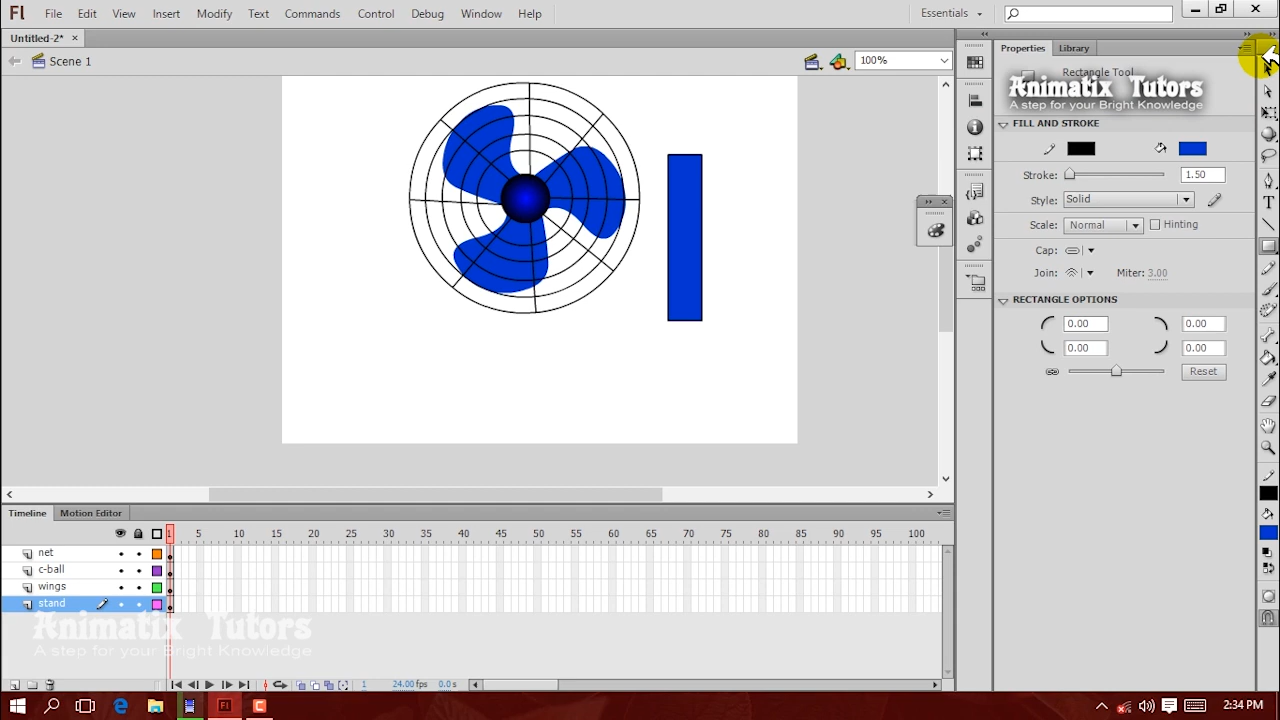 Fl File Edit View Insert Modify Text Commands Control Debug Window Help Essentials
Untitled-2* ×
Scene 1 100%
Properties Library
Rectangle Tool
Animatix Tutors
A step for your Bright Knowledge
FILL AND STROKE
Stroke: 1.50
Style: Solid
Scale: Normal Hinting
Cap:
Join: Miter: 3.00
RECTANGLE OPTIONS
0.00 0.00
0.00 0.00
Reset
Timeline Motion Editor
1 5 10 15 20 25 30 35 40 45 50 55 60 65 70 75 80 85 90 95 100
net
c-ball
wings
stand
Animatix Tutors
A step for your Bright Knowledge
1 24.00 fps 0.0 s
2:34 PM